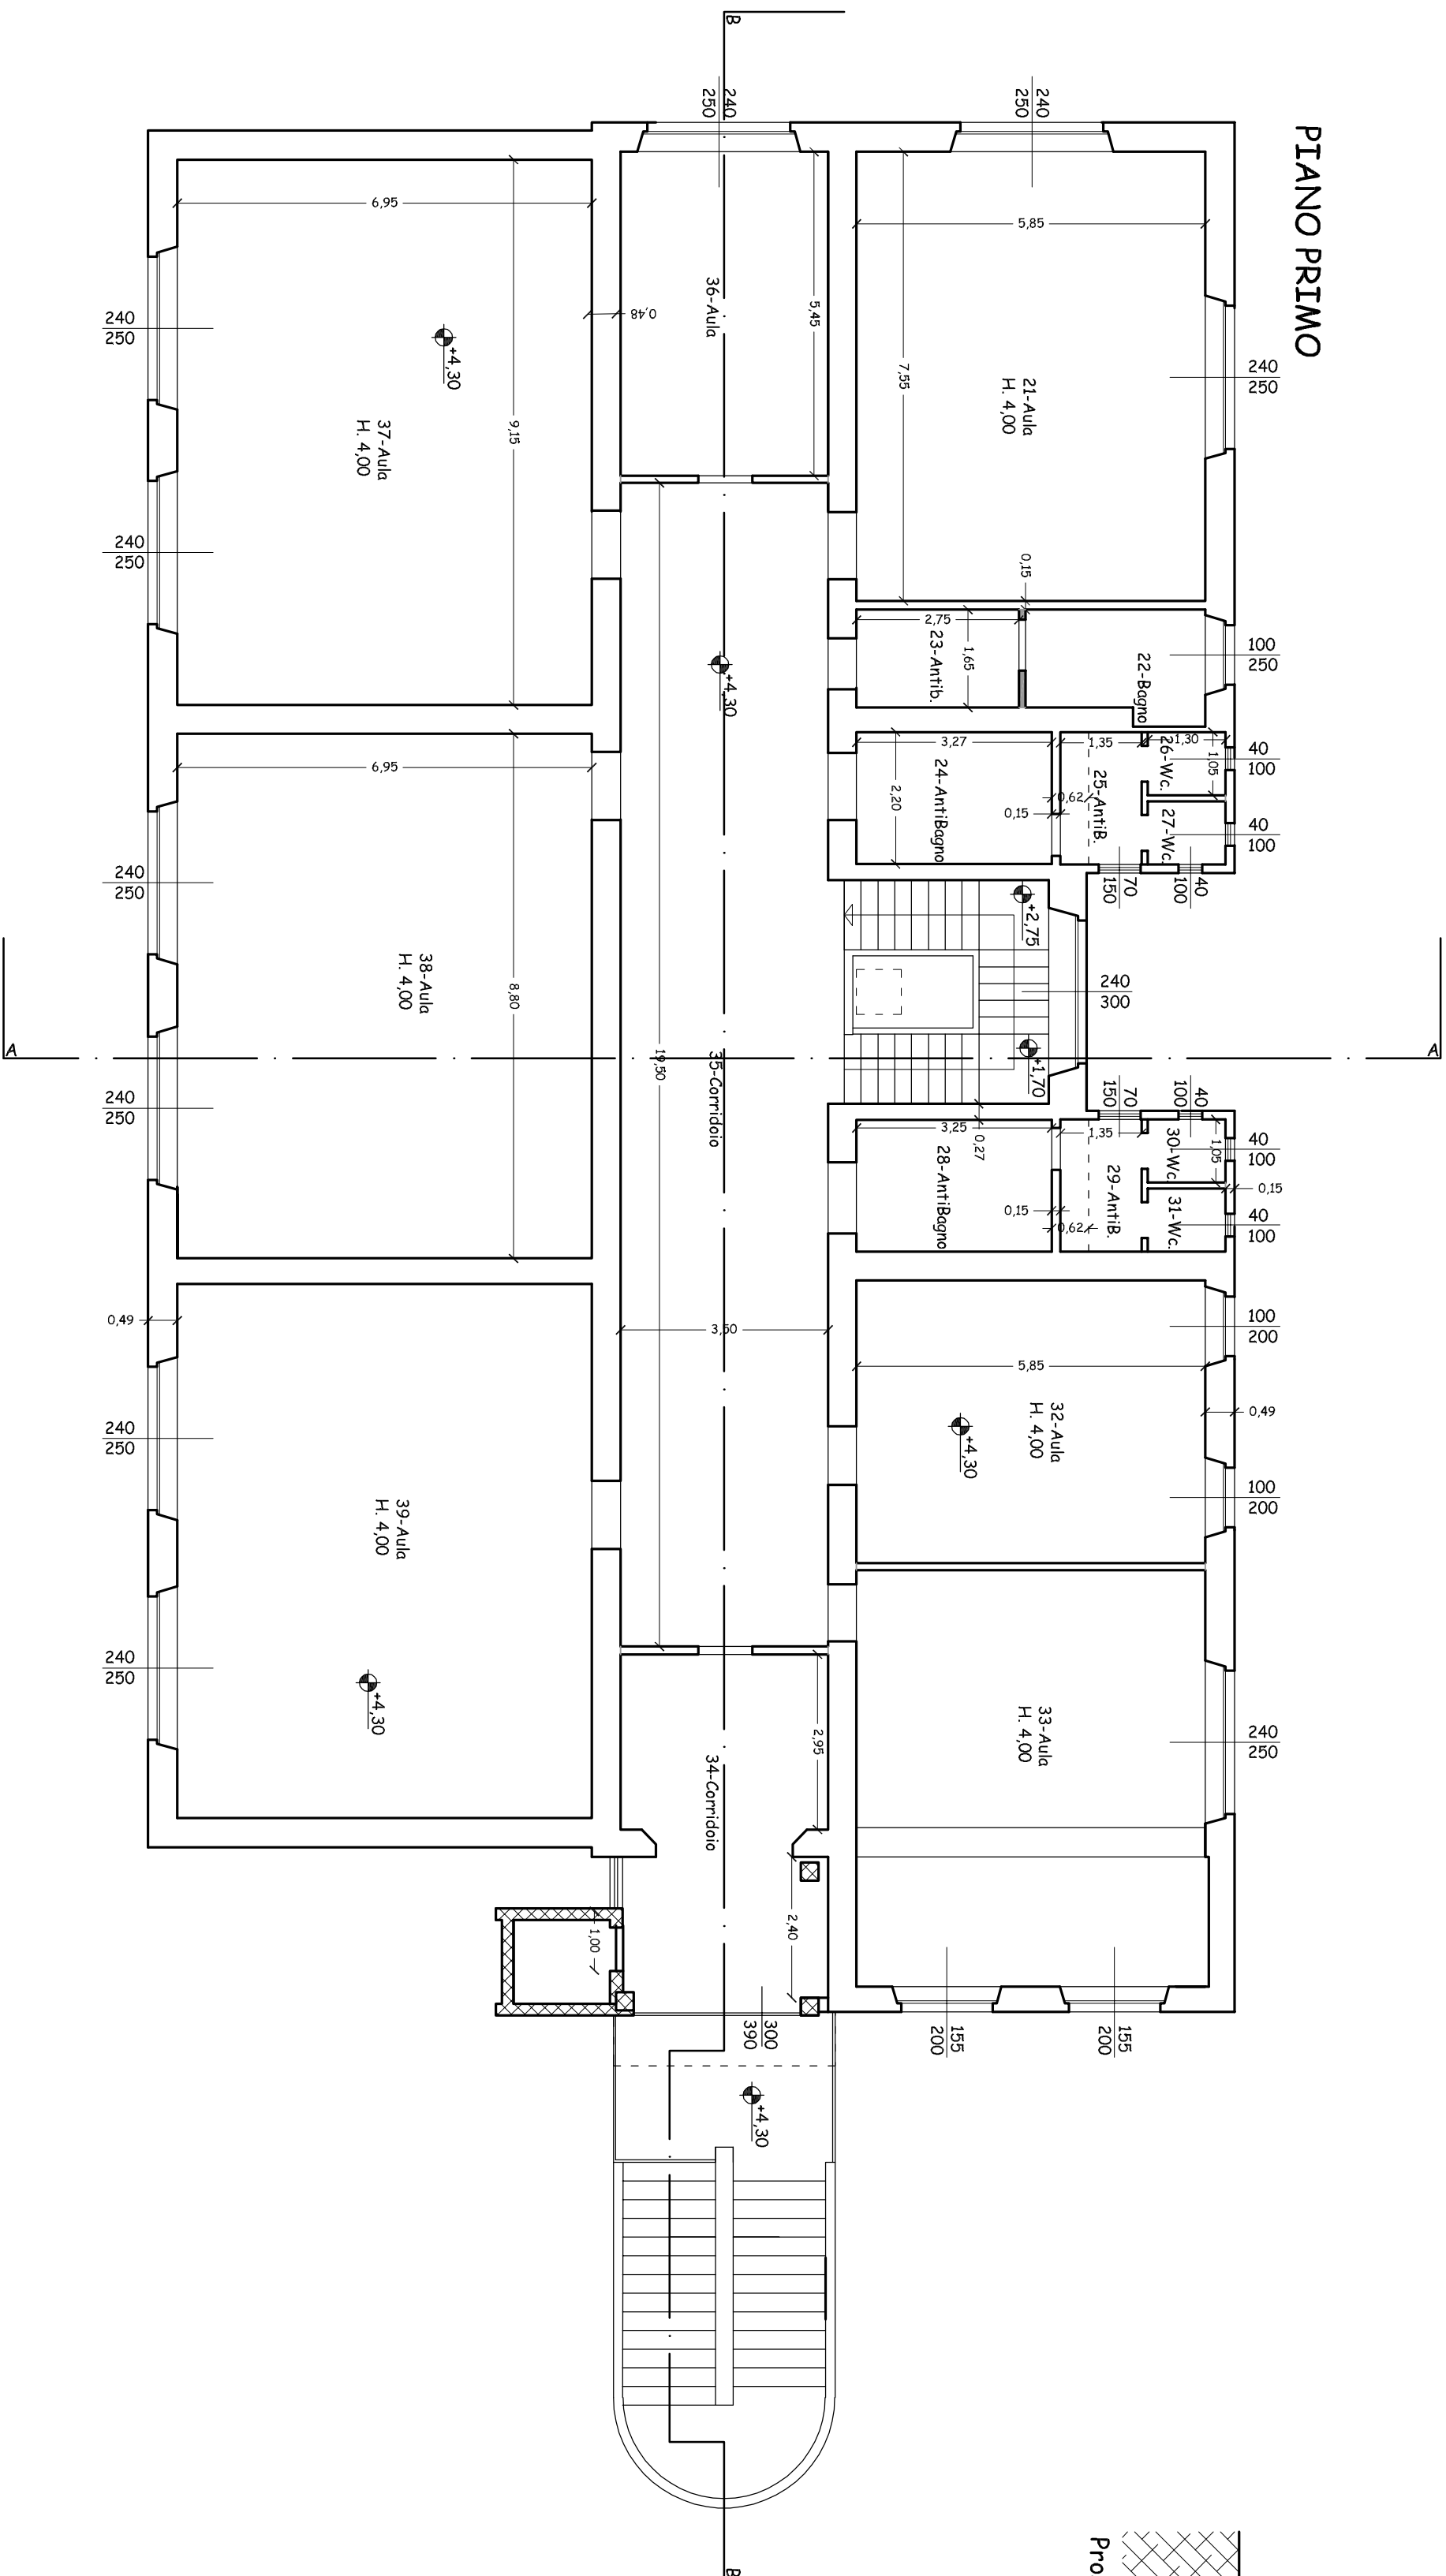 PIANO PRIMO
B
240
250
240
250
5,85
7,55
21-Aula
H. 4,00
240
250
5,45
36-Aula
0,48
6,95
9,15
+4,30
37-Aula
H. 4,00
240
250
240
250
0,15
2,75
1,65
23-Antib.
22-Bagno
100
250
+4,30
3,27
24-AntiBagno
2,20
0,62
0,15
1,35
25-AntiB.
1,30
26-Wc.
1,05
27-Wc.
40
100
40
100
70
150
40
100
6,95
8,80
38-Aula
H. 4,00
240
250
240
250
+2,75
240
300
+1,70
A
A
19,50
35-Corridoio
3,25
0,27
28-AntiBagno
0,15
0,62
1,35
29-AntiB.
70
150
40
100
30-Wc.
1,05
31-Wc.
40
100
0,15
40
100
3,50
5,85
32-Aula
H. 4,00
+4,30
100
200
0,49
100
200
0,49
39-Aula
H. 4,00
+4,30
240
250
240
250
33-Aula
H. 4,00
240
250
2,95
34-Corridoio
2,40
1,00
300
390
155
200
155
200
+4,30
B
Pro